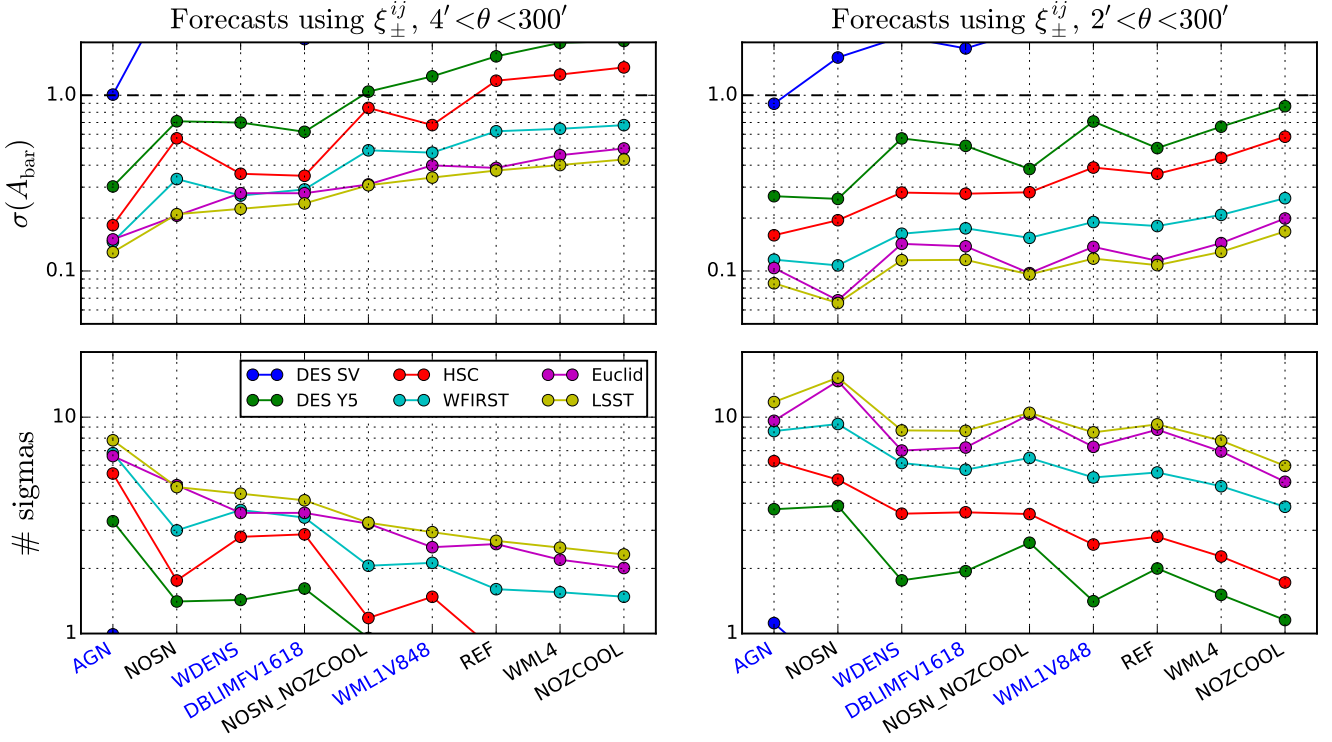 Forecasts using ξ±^ij, 4′<θ<300′
Forecasts using ξ±^ij, 2′<θ<300′
σ(A_bar)
1.0
0.1
1.0
0.1
# sigmas
10
1
DES SV
HSC
Euclid
DES Y5
WFIRST
LSST
10
1
AGN
NOSN
WDENS
DBLIMFV1618
NOSN_NOZCOOL
WML1V848
REF
WML4
NOZCOOL
AGN
NOSN
WDENS
DBLIMFV1618
NOSN_NOZCOOL
WML1V848
REF
WML4
NOZCOOL